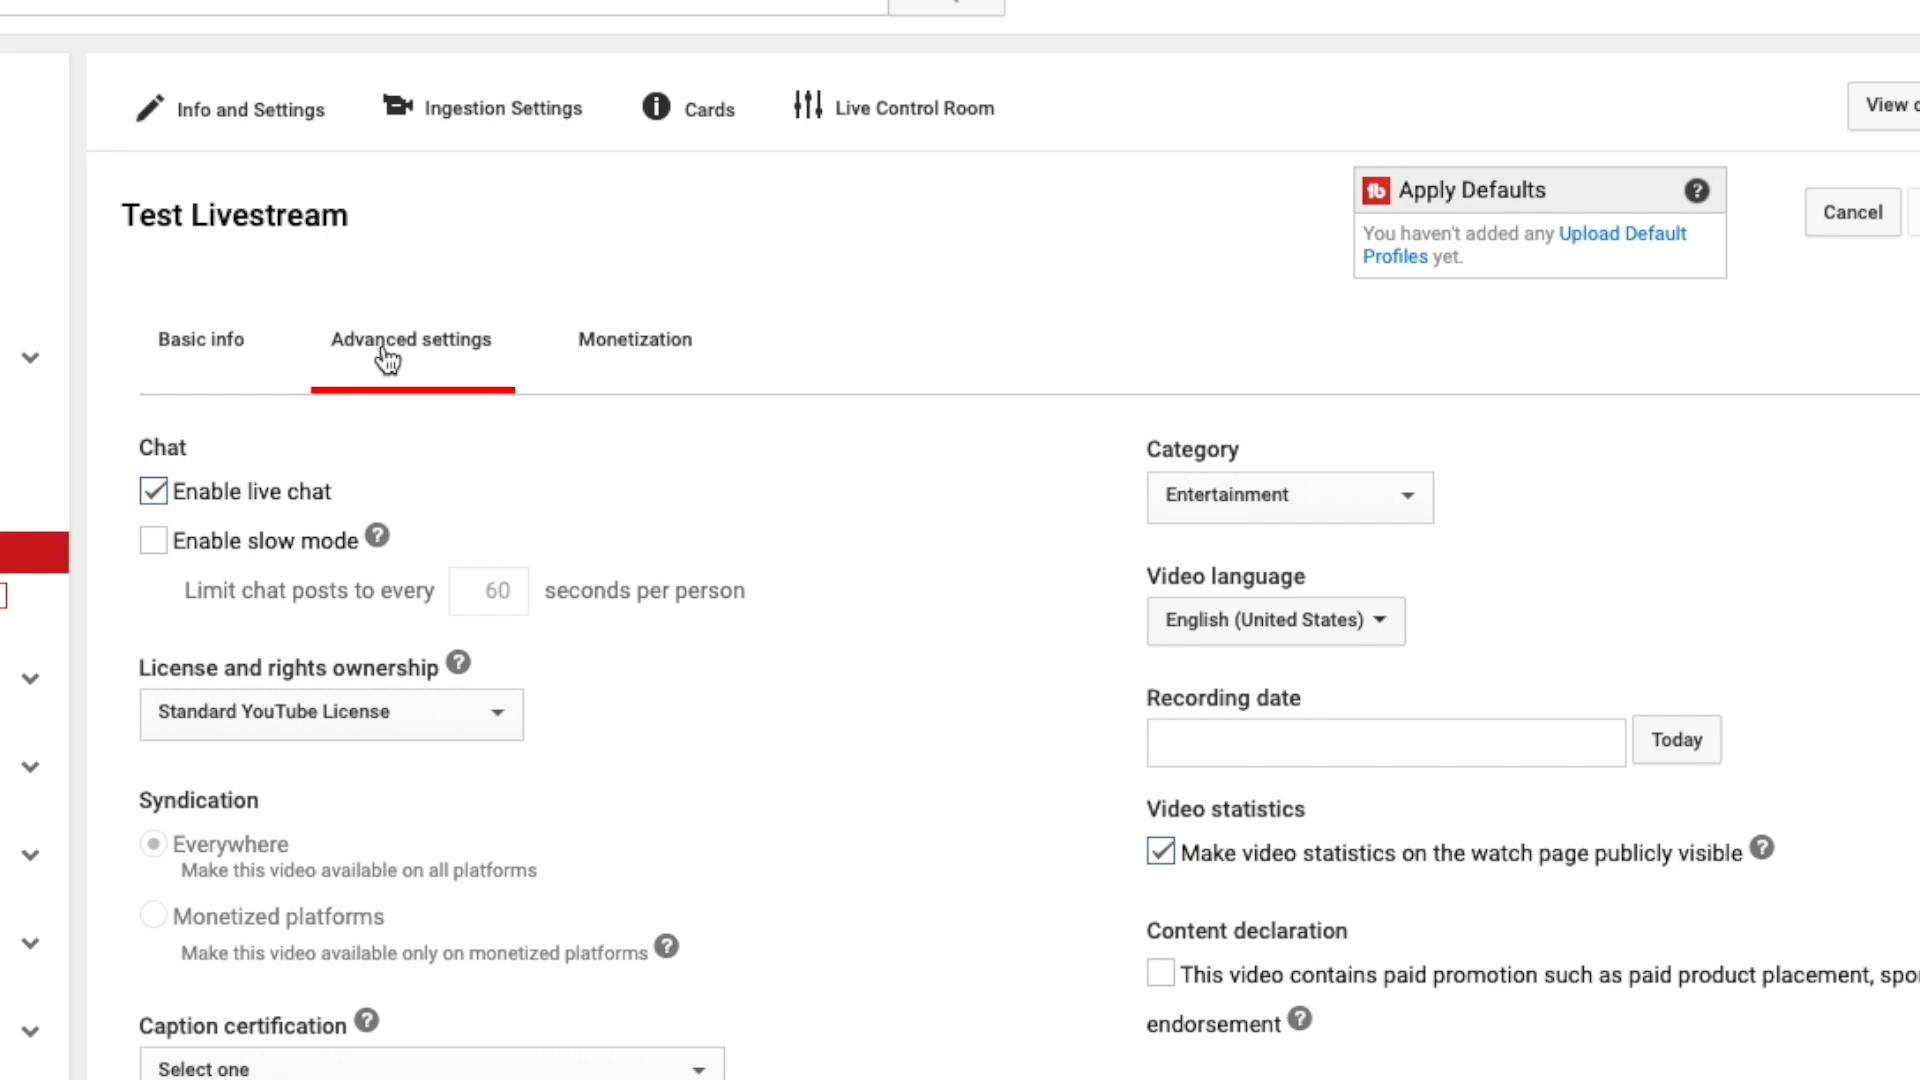 Info and Settings
Ingestion Settings
Cards
Live Control Room
View
Test Livestream
Apply Defaults
You haven't added any Upload Default
Profiles yet.
Cancel
Basic info
Advanced settings
Monetization
Chat
Enable live chat
Enable slow mode
Limit chat posts to every 60 seconds per person
License and rights ownership
Standard YouTube License
Syndication
Everywhere
Make this video available on all platforms
Monetized platforms
Make this video available only on monetized platforms
Caption certification
Select one
Category
Entertainment
Video language
English (United States)
Recording date
Today
Video statistics
Make video statistics on the watch page publicly visible
Content declaration
This video contains paid promotion such as paid product placement,
endorsement